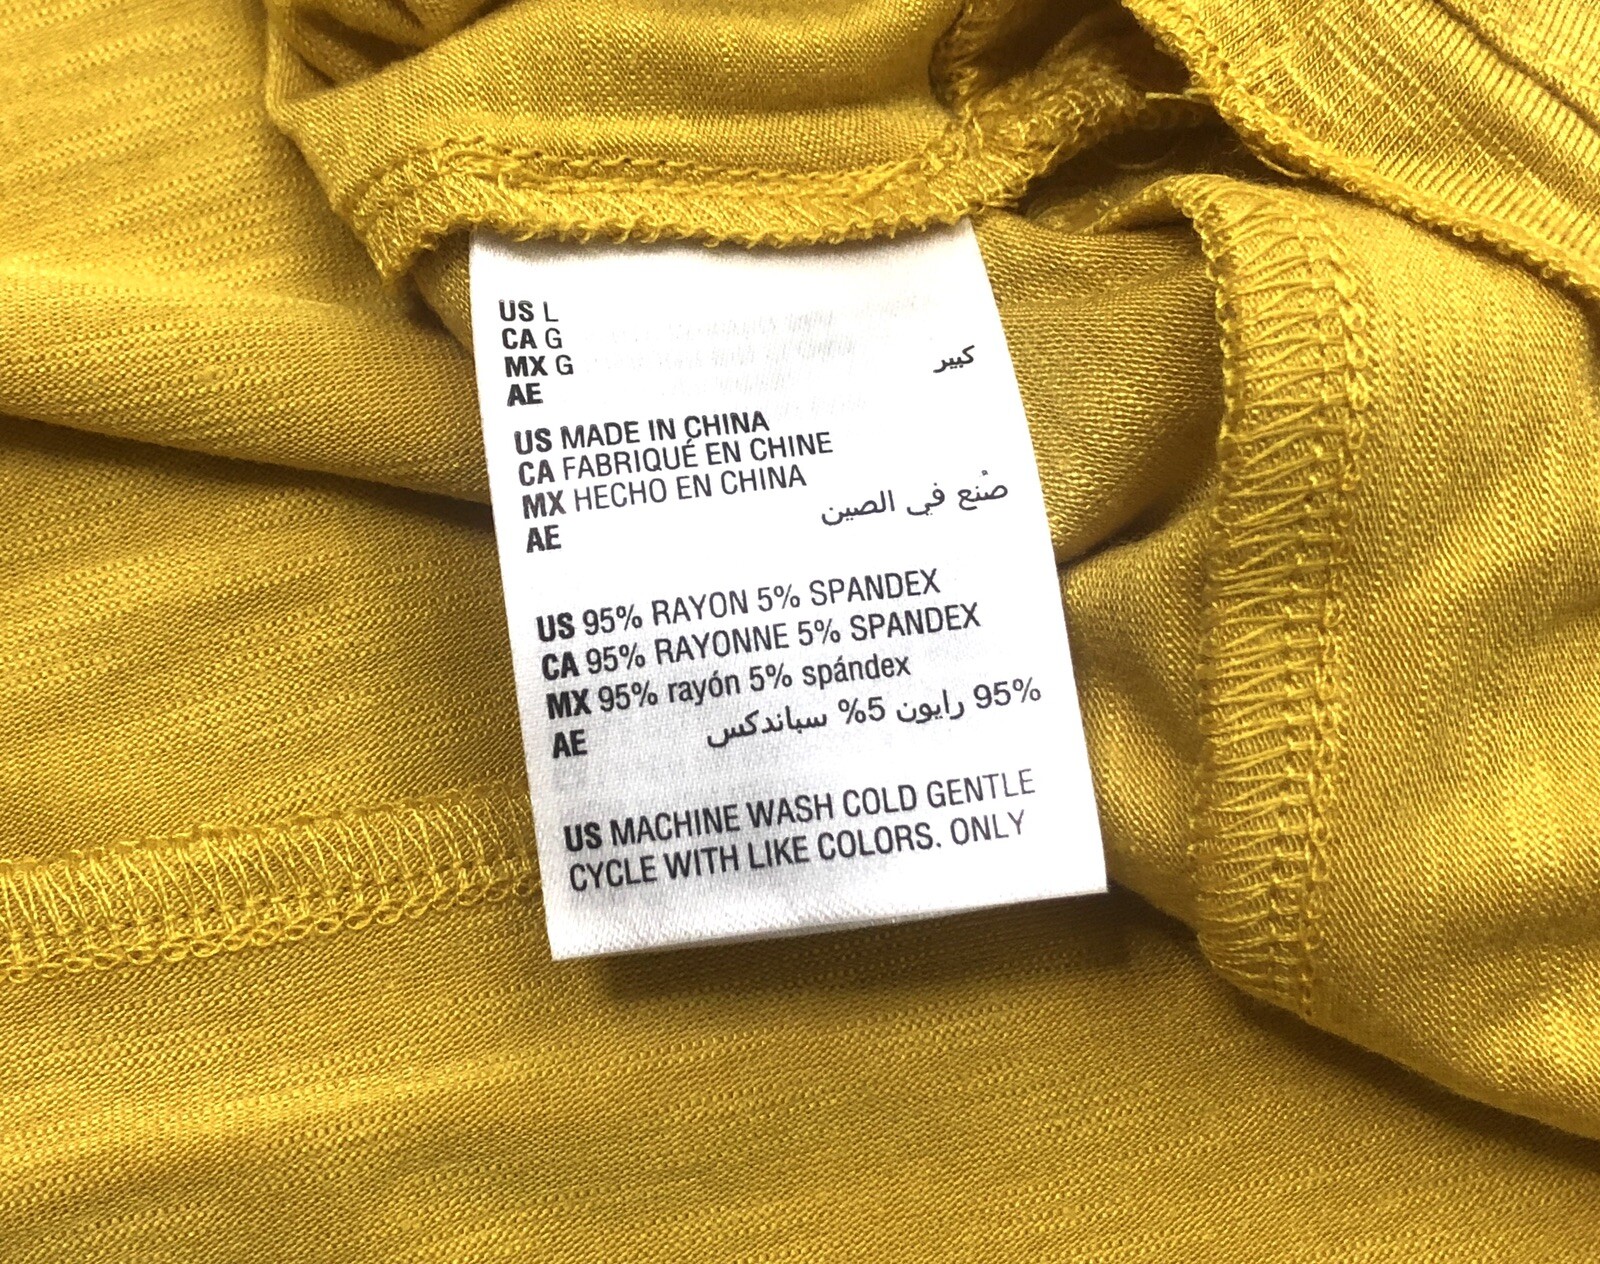 US L
CA G
MX G
AE كبير
US MADE IN CHINA
CA FABRIQUÉ EN CHINE
MX HECHO EN CHINA
AE صْنع في الصين
US 95% RAYON 5% SPANDEX
CA 95% RAYONNE 5% SPANDEX
MX 95% rayón 5% spándex
AE 95% رايون 5% سباندكس
US MACHINE WASH COLD GENTLE
CYCLE WITH LIKE COLORS. ONLY